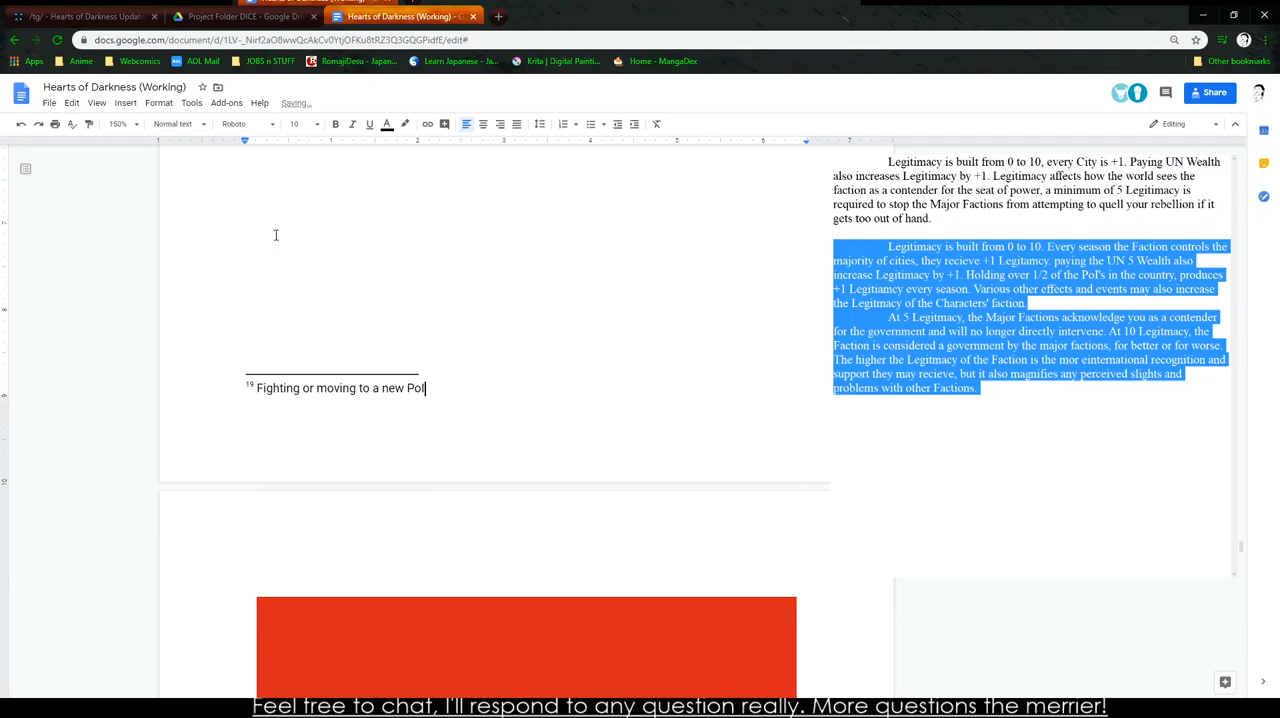 /tg/ - Hearts of Darkness Updat
Project Folder DICE - Google Dri
Hearts of Darkness (Working) - G
docs.google.com/document/d/1LV-_Nirf2aO8wwQcAkCv0YtjOFKu8tRZ3Q3GQGPidfE/edit#
Apps
Anime
Webcomics
AOL Mail
JOBS n STUFF
RomajiDesu - Japan...
Learn Japanese - Ja...
Krita | Digital Painti...
Home - MangaDex
Other bookmarks
Hearts of Darkness (Working)
File Edit View Insert Format Tools Add-ons Help Saving...
Share
150% Normal text Roboto 10 Editing
Legitimacy is built from 0 to 10, every City is +1. Paying UN Wealth
also increases Legitimacy by +1. Legitimacy affects how the world sees the
faction as a contender for the seat of power, a minimum of 5 Legitimacy is
required to stop the Major Factions from attempting to quell your rebellion if it
gets too out of hand.
Legitimacy is built from 0 to 10. Every season the Faction controls the
majority of cities, they recieve +1 Legitamcy. paying the UN 5 Wealth also
increase Legitimacy by +1. Holding over 1/2 of the PoI's in the country, produces
+1 Legitiamcy every season. Various other effects and events may also increase
the Legitmacy of the Characters' faction.
At 5 Legitmacy, the Major Factions acknowledge you as a contender
for the government and will no longer directly intervene. At 10 Legitmacy, the
Faction is considered a government by the major factions, for better or for worse.
The higher the Legitmacy of the Faction is the mor einternational recognition and
support they may recieve, but it also magnifies any perceived slights and
problems with other Factions.
19 Fighting or moving to a new PoI
Feel free to chat, I'll respond to any question really. More questions the merrier!